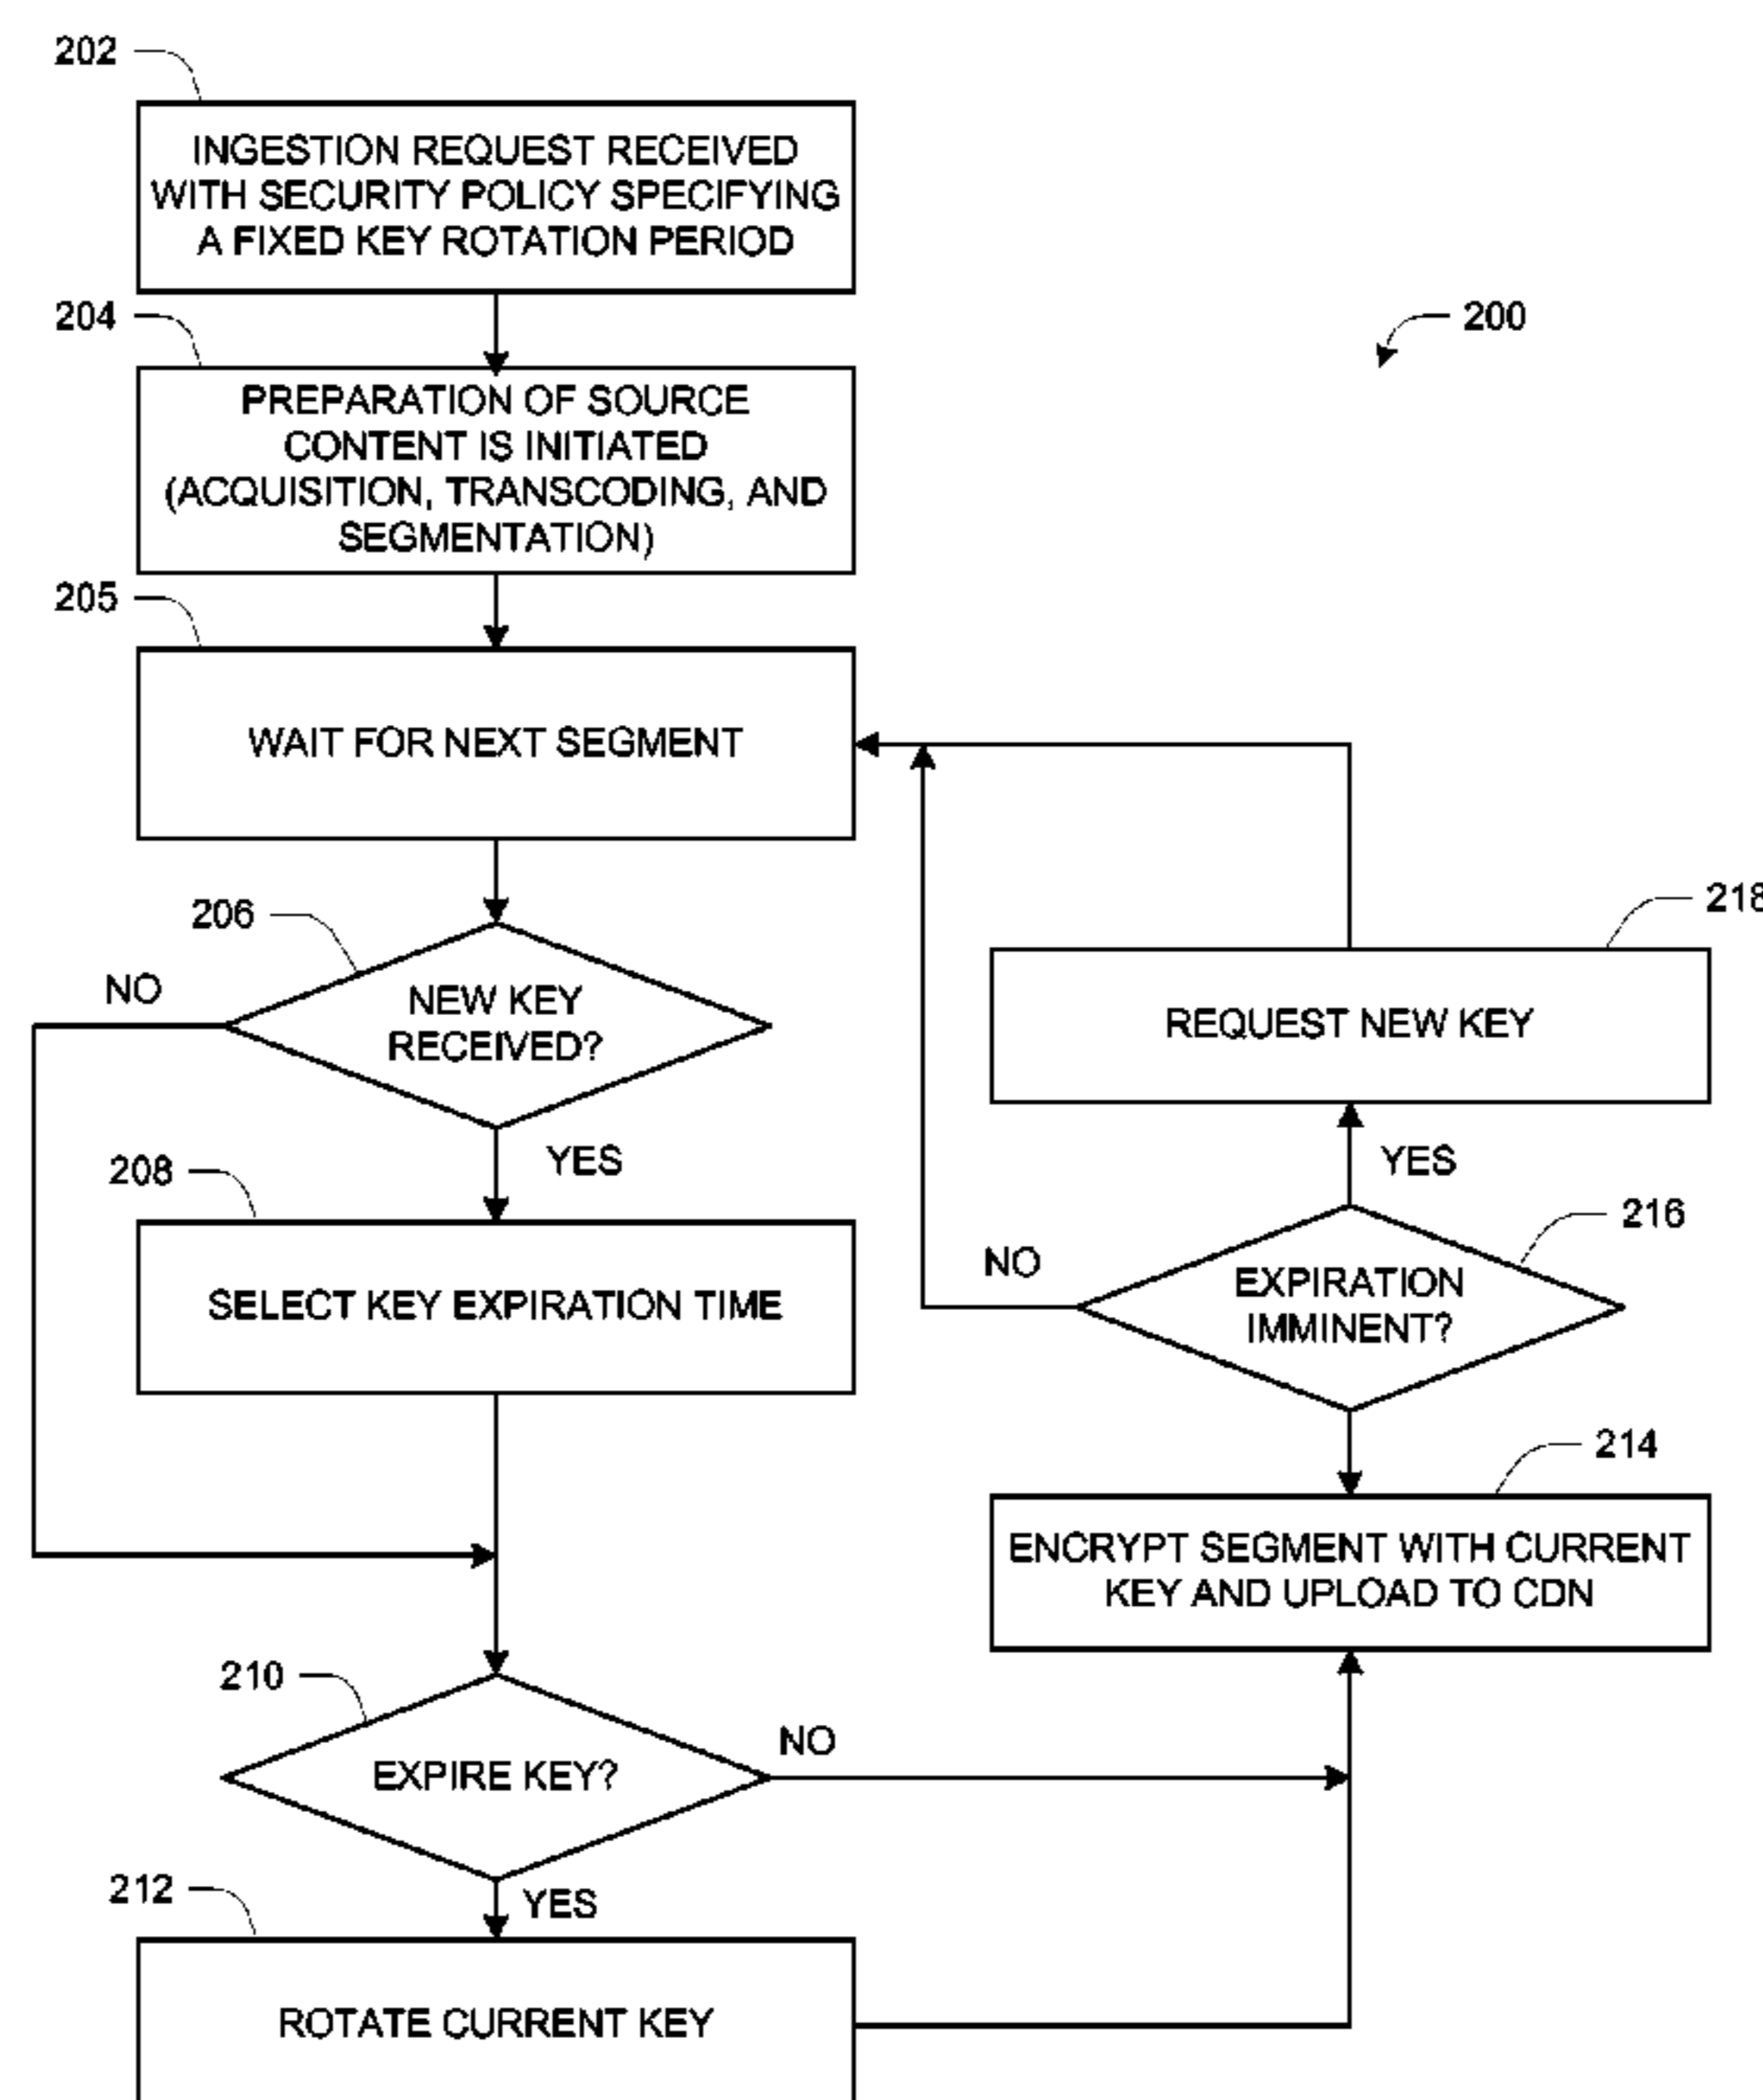 202
INGESTION REQUEST RECEIVED
WITH SECURITY POLICY SPECIFYING
A FIXED KEY ROTATION PERIOD
204
200
PREPARATION OF SOURCE
CONTENT IS INITIATED
(ACQUISITION, TRANSCODING, AND
SEGMENTATION)
205
WAIT FOR NEXT SEGMENT
206
NO
NEW KEY
RECEIVED?
YES
208
SELECT KEY EXPIRATION TIME
210
EXPIRE KEY?
NO
YES
212
ROTATE CURRENT KEY
218
REQUEST NEW KEY
YES
216
NO
EXPIRATION
IMMINENT?
214
ENCRYPT SEGMENT WITH CURRENT
KEY AND UPLOAD TO CDN